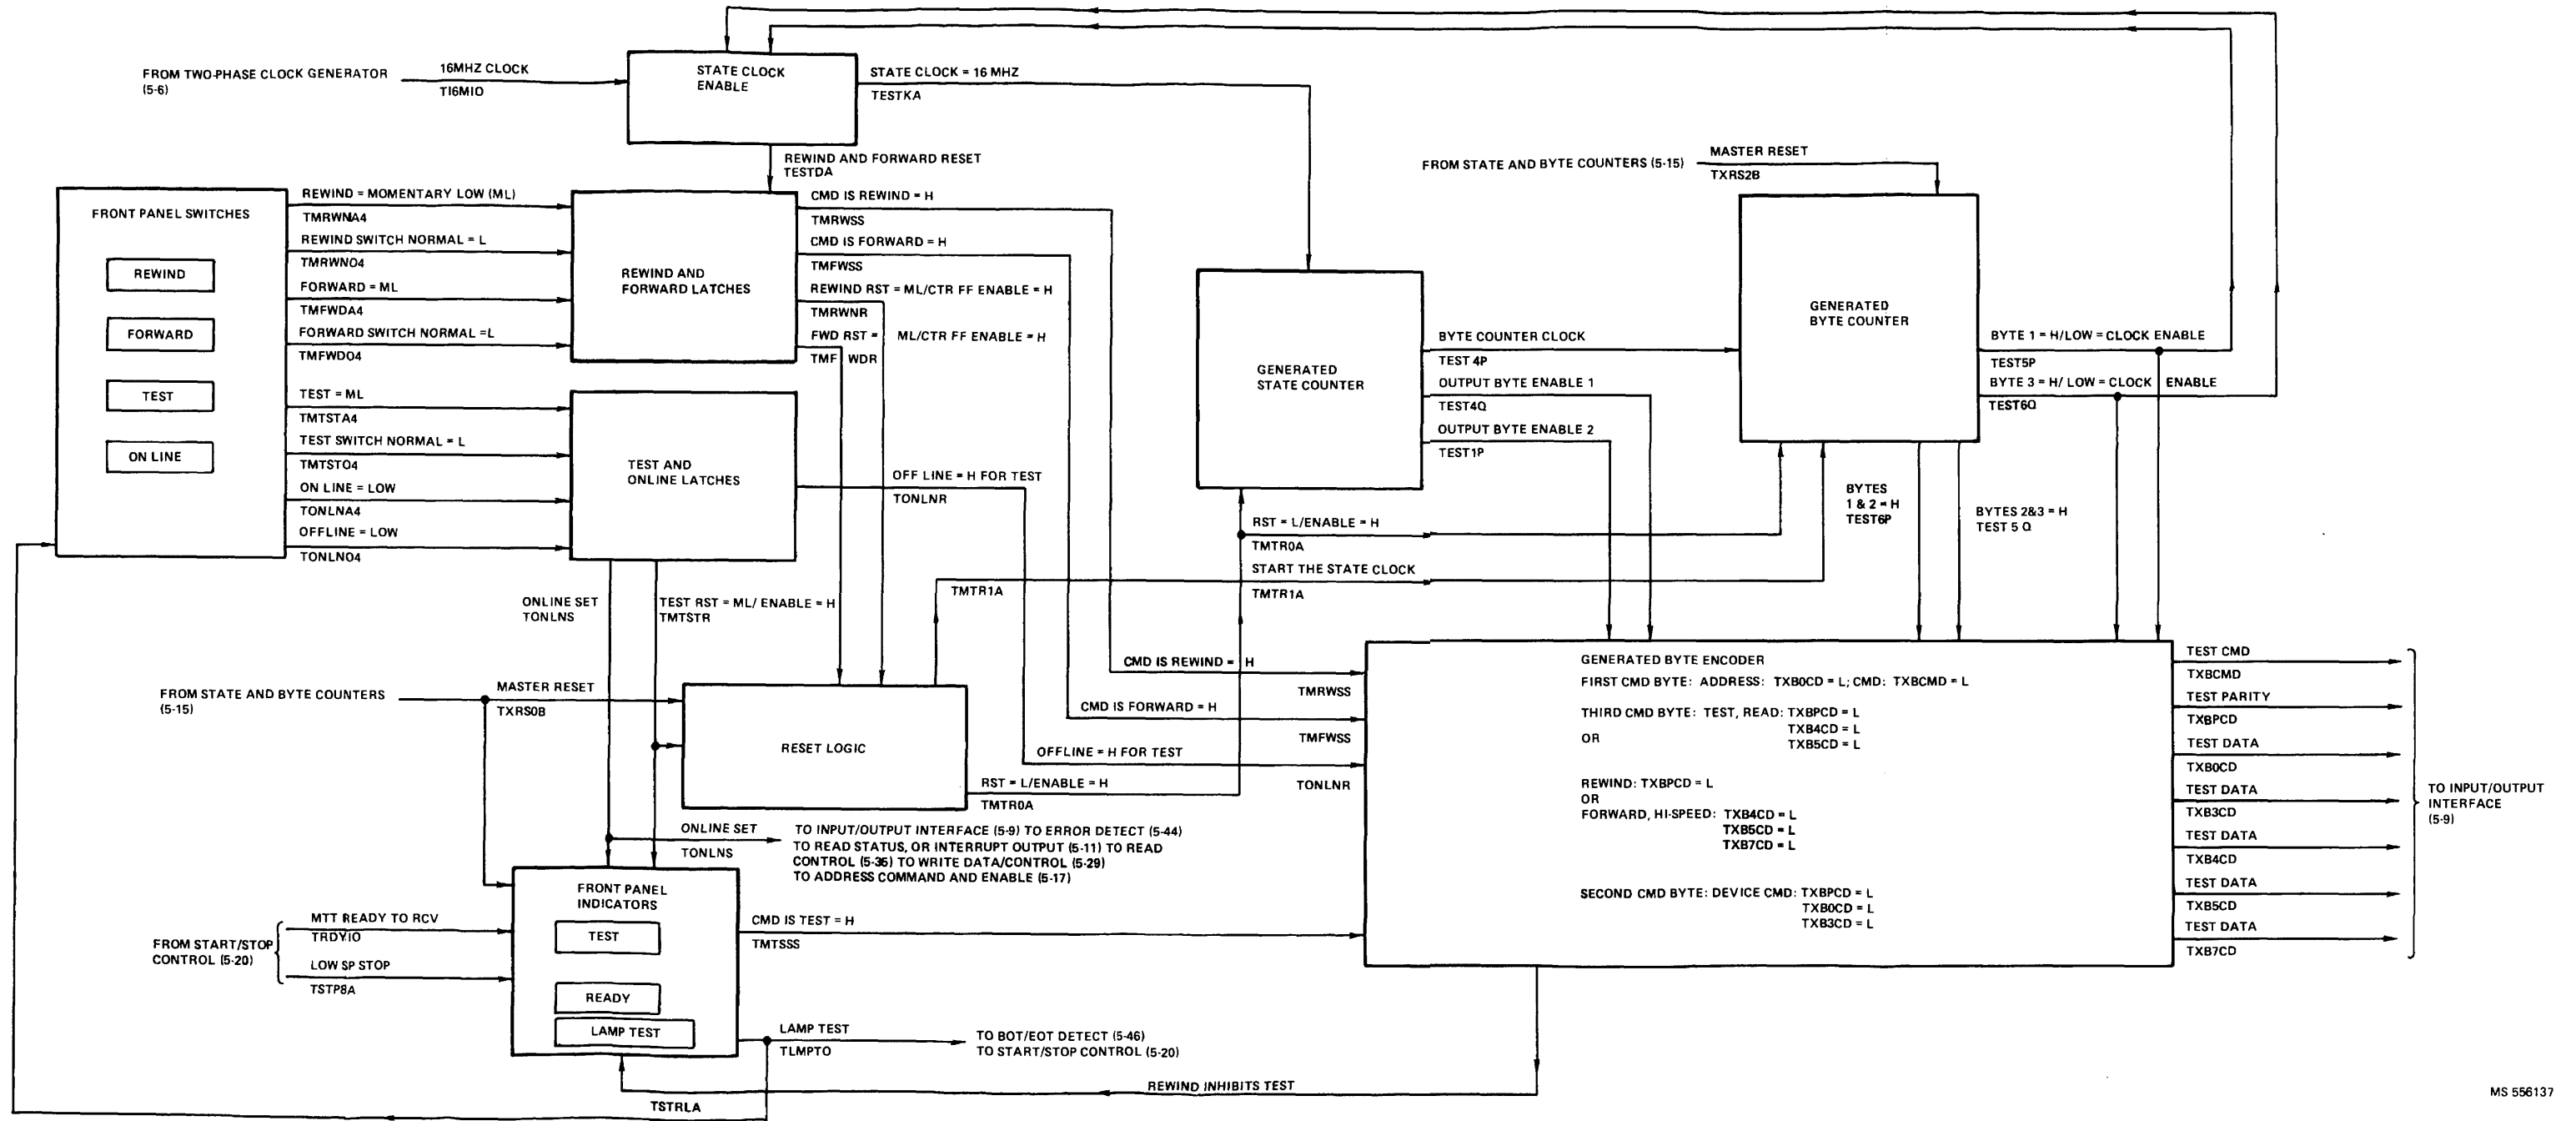 FROM TWO-PHASE CLOCK GENERATOR
(5-6)
16MHZ CLOCK
TI6MIO
STATE CLOCK
ENABLE
STATE CLOCK = 16 MHZ
TESTKA
REWIND AND FORWARD RESET
TESTDA
FROM STATE AND BYTE COUNTERS (5-15)
MASTER RESET
TXRS2B
FRONT PANEL SWITCHES
REWIND
FORWARD
TEST
ON LINE
REWIND = MOMENTARY LOW (ML)
TMRWNA4
REWIND SWITCH NORMAL = L
TMRWNO4
FORWARD = ML
TMFWDA4
FORWARD SWITCH NORMAL =L
TMFWDO4
TEST = ML
TMTSTA4
TEST SWITCH NORMAL = L
TMTSTO4
ON LINE = LOW
TONLNA4
OFFLINE = LOW
TONLNO4
REWIND AND
FORWARD LATCHES
CMD IS REWIND = H
TMRWSS
CMD IS FORWARD = H
TMFWSS
REWIND RST = ML/CTR FF ENABLE = H
TMRWNR
FWD RST = ML/CTR FF ENABLE = H
TMF WDR
TEST AND
ONLINE LATCHES
OFF LINE = H FOR TEST
TONLNR
GENERATED
STATE COUNTER
BYTE COUNTER CLOCK
TEST 4P
OUTPUT BYTE ENABLE 1
TEST4Q
OUTPUT BYTE ENABLE 2
TEST1P
GENERATED
BYTE COUNTER
BYTE 1 = H/LOW = CLOCK ENABLE
TEST5P
BYTE 3 = H/ LOW = CLOCK ENABLE
TEST6Q
BYTES
1 & 2 = H
TEST6P
BYTES 2&3 = H
TEST 5 Q
RST = L/ENABLE = H
TMTR0A
START THE STATE CLOCK
TMTR1A
TMTR1A
ONLINE SET
TONLNS
TEST RST = ML/ ENABLE = H
TMTSTR
FROM STATE AND BYTE COUNTERS
(5-15)
MASTER RESET
TXRS0B
RESET LOGIC
RST = L/ENABLE = H
TMTR0A
CMD IS REWIND = H
TMRWSS
CMD IS FORWARD = H
TMFWSS
OFFLINE = H FOR TEST
TONLNR
GENERATED BYTE ENCODER
FIRST CMD BYTE: ADDRESS: TXB0CD = L; CMD: TXBCMD = L
THIRD CMD BYTE: TEST, READ: TXBPCD = L
TXB4CD = L
OR
TXB5CD = L
REWIND: TXBPCD = L
OR
FORWARD, HI-SPEED: TXB4CD = L
TXB5CD = L
TXB7CD = L
SECOND CMD BYTE: DEVICE CMD: TXBPCD = L
TXB0CD = L
TXB3CD = L
TEST CMD
TXBCMD
TEST PARITY
TXBPCD
TEST DATA
TXB0CD
TEST DATA
TXB3CD
TEST DATA
TXB4CD
TEST DATA
TXB5CD
TEST DATA
TXB7CD
TO INPUT/OUTPUT
INTERFACE
(5-9)
ONLINE SET
TONLNS
TO INPUT/OUTPUT INTERFACE (5-9) TO ERROR DETECT (5-44)
TO READ STATUS, OR INTERRUPT OUTPUT (5-11) TO READ
CONTROL (5-35) TO WRITE DATA/CONTROL (5-29)
TO ADDRESS COMMAND AND ENABLE (5-17)
FROM START/STOP
CONTROL (5-20)
MTT READY TO RCV
TRDYIO
LOW SP STOP
TSTP8A
FRONT PANEL
INDICATORS
TEST
READY
LAMP TEST
CMD IS TEST = H
TMTSSS
LAMP TEST
TLMPTO
TO BOT/EOT DETECT (5-46)
TO START/STOP CONTROL (5-20)
REWIND INHIBITS TEST
TSTRLA
MS 556137